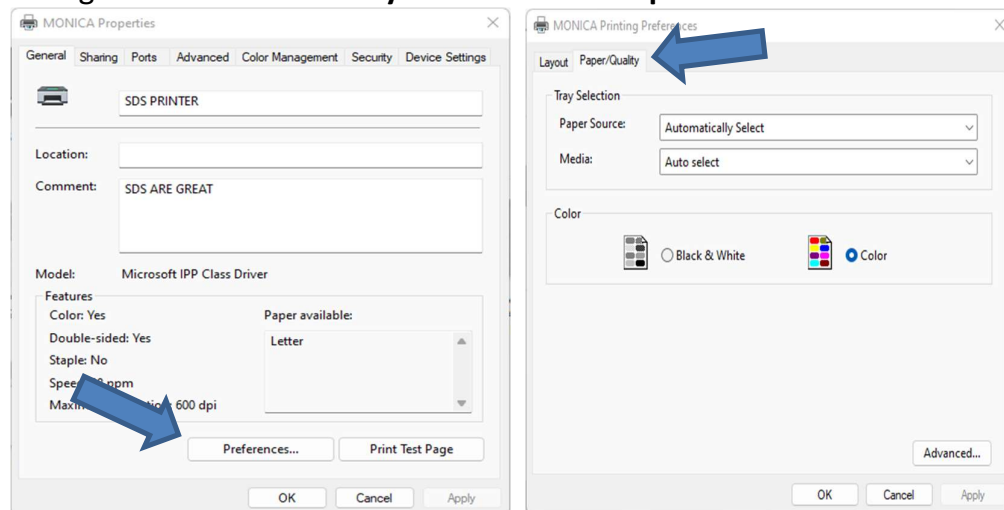 MONICA Properties
General Sharing Ports Advanced Color Management Security Device Settings
SDS PRINTER
Location:
Comment: SDS ARE GREAT
Model: Microsoft IPP Class Driver
Features
Color: Yes
Double-sided: Yes
Staple: No
ppm
600 dpi
Paper available:
Letter
Preferences... Print Test Page
OK Cancel Apply
MONICA Printing Preferences
Layout Paper/Quality
Tray Selection
Paper Source: Automatically Select
Media: Auto select
Color
Black & White Color
Advanced...
OK Cancel Apply